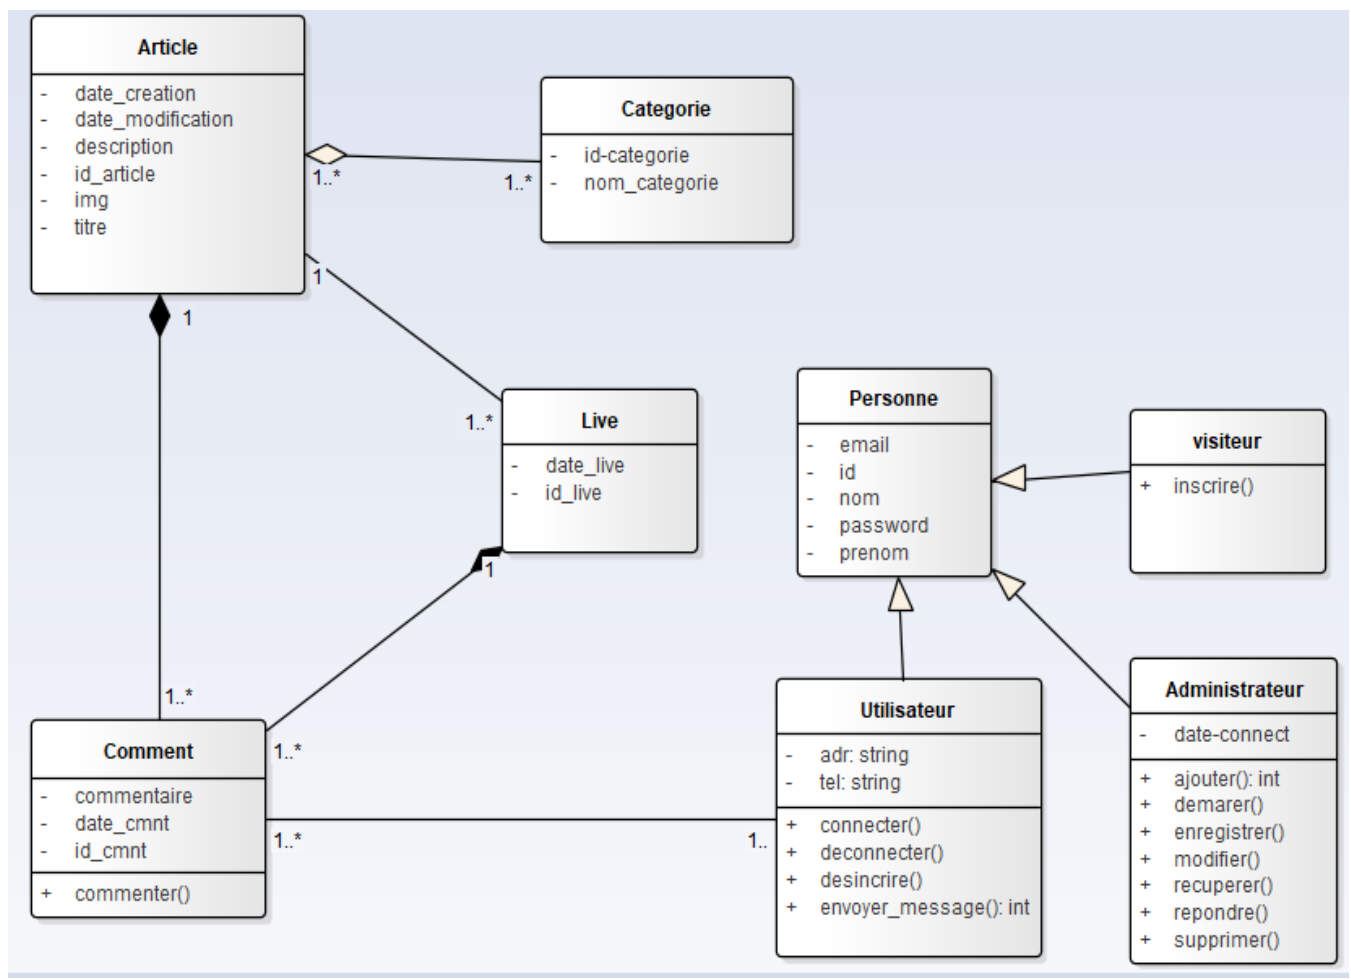 Article
- date_creation
- date_modification
- description
- id_article
- img
- titre
1..*
1..*
Categorie
- id-categorie
- nom_categorie
1
1
1..*
Live
- date_live
- id_live
1
1..*
1..*
Comment
- commentaire
- date_cmnt
- id_cmnt
+ commenter()
1..*
1..
Personne
- email
- id
- nom
- password
- prenom
visiteur
+ inscrire()
Utilisateur
- adr: string
- tel: string
+ connecter()
+ deconnecter()
+ desincrire()
+ envoyer_message(): int
Administrateur
- date-connect
+ ajouter(): int
+ demarer()
+ enregistrer()
+ modifier()
+ recuperer()
+ repondre()
+ supprimer()